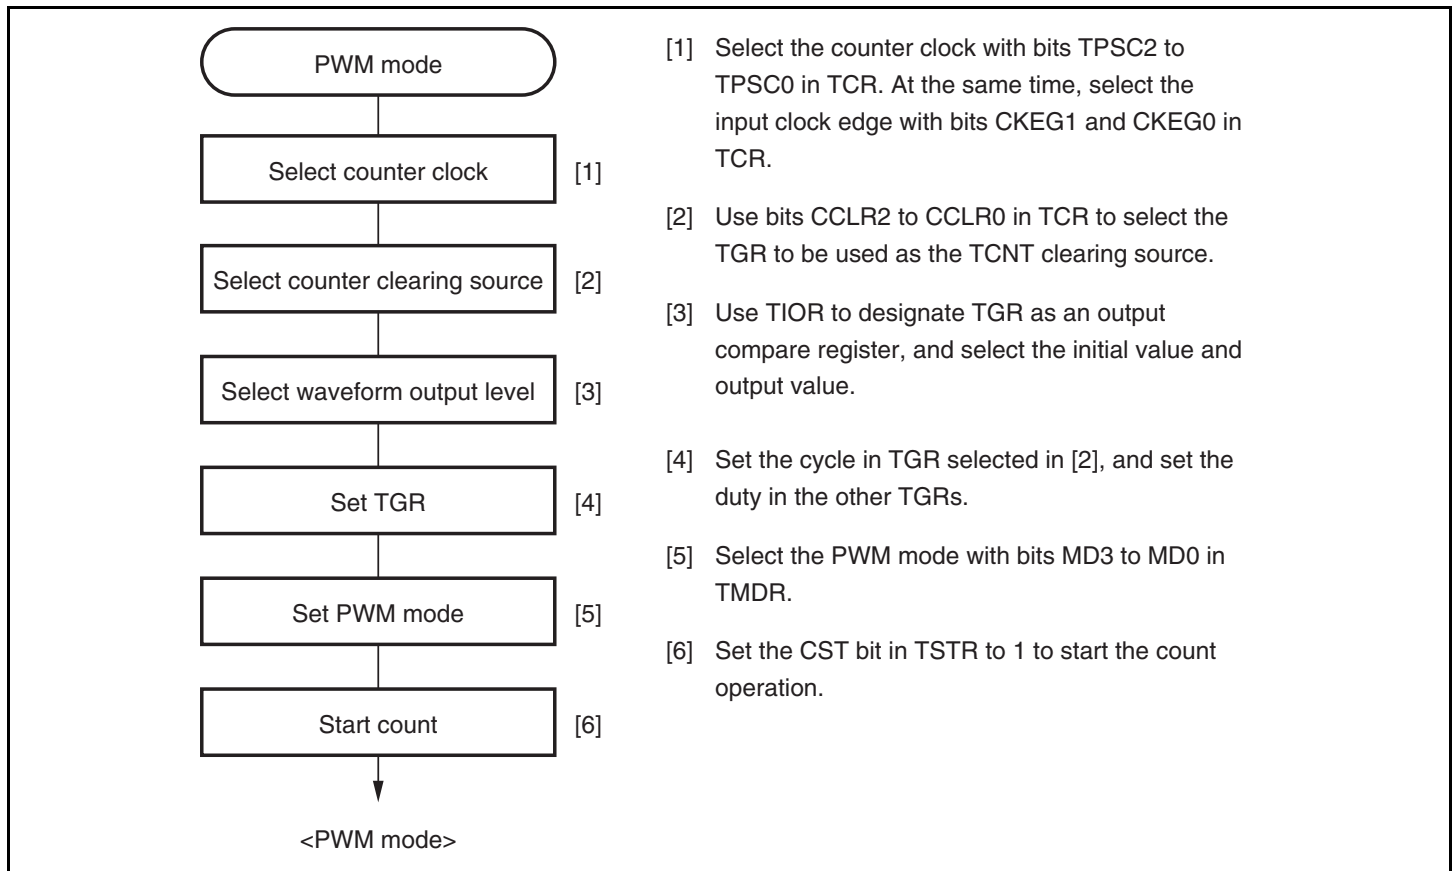 PWM mode
Select counter clock
[1]
Select counter clearing source
[2]
Select waveform output level
[3]
Set TGR
[4]
Set PWM mode
[5]
Start count
[6]
<PWM mode>
[1] Select the counter clock with bits TPSC2 to
TPSC0 in TCR. At the same time, select the
input clock edge with bits CKEG1 and CKEG0 in
TCR.
[2] Use bits CCLR2 to CCLR0 in TCR to select the
TGR to be used as the TCNT clearing source.
[3] Use TIOR to designate TGR as an output
compare register, and select the initial value and
output value.
[4] Set the cycle in TGR selected in [2], and set the
duty in the other TGRs.
[5] Select the PWM mode with bits MD3 to MD0 in
TMDR.
[6] Set the CST bit in TSTR to 1 to start the count
operation.